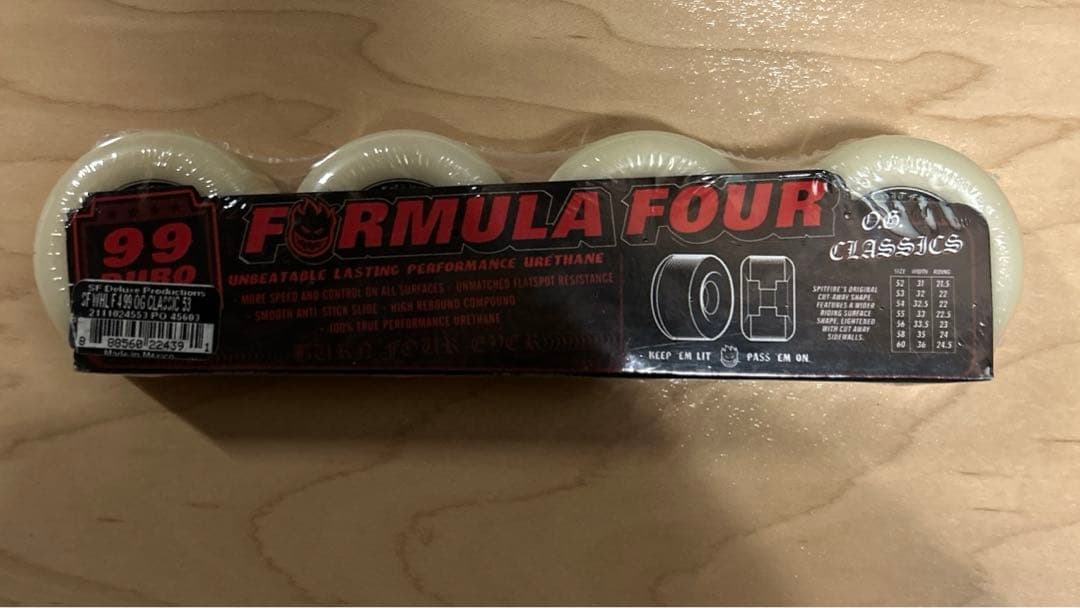 99
DURO
SF Deluxe Productions
SF WHL F4 99 OG CLASSIC 53
2111024553 PO 45603
8 88560 22439 1
Made in Mexico
FORMULA FOUR
UNBEATABLE LASTING PERFORMANCE URETHANE
- MORE SPEED AND CONTROL ON ALL SURFACES - UNMATCHED FLATSPOT RESISTANCE
- SMOOTH ANTI STICK SLIDE - HIGH REBOUND COMPOUND
- 100% TRUE PERFORMANCE URETHANE
BURN FOUR EVER
- KEEP 'EM LIT PASS 'EM ON.
O.G
CLASSICS
SPITFIRE'S ORIGINAL
CUT-AWAY SHAPE.
FEATURES A WIDER
RIDING SURFACE
SHAPE, LIGHTENED
WITH CUT AWAY
SIDEWALLS.
SIZE WIDTH RIDING
52 31 21.5
53 32 22
54 32.5 22
55 33 22.5
56 33.5 23
58 35 24
60 36 24.5